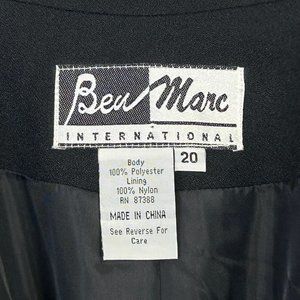 Ben Marc
INTERNATIONAL
20
Body
100% Polyester
Lining
100% Nylon
RN 87388
MADE IN CHINA
See Reverse For
Care